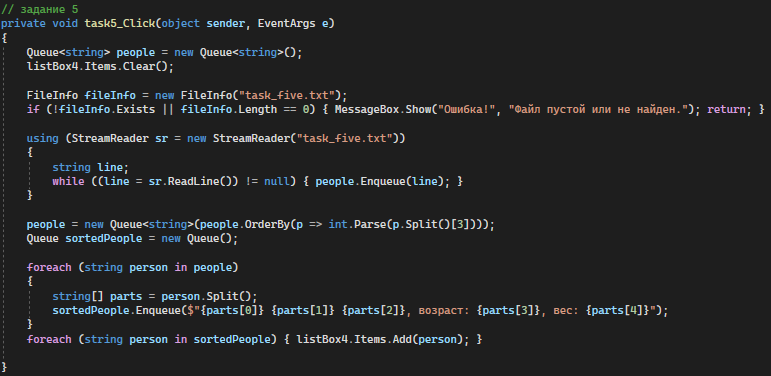 // задание 5
private void task5_Click(object sender, EventArgs e)
{
    Queue<string> people = new Queue<string>();
    listBox4.Items.Clear();

    FileInfo fileInfo = new FileInfo("task_five.txt");
    if (!fileInfo.Exists || fileInfo.Length == 0) { MessageBox.Show("Ошибка!", "Файл пустой или не найден."); return; }

    using (StreamReader sr = new StreamReader("task_five.txt"))
    {
        string line;
        while ((line = sr.ReadLine()) != null) { people.Enqueue(line); }
    }

    people = new Queue<string>(people.OrderBy(p => int.Parse(p.Split()[3])));
    Queue sortedPeople = new Queue();

    foreach (string person in people)
    {
        string[] parts = person.Split();
        sortedPeople.Enqueue($"{parts[0]} {parts[1]} {parts[2]}, возраст: {parts[3]}, вес: {parts[4]}");
    }
    foreach (string person in sortedPeople) { listBox4.Items.Add(person); }

}